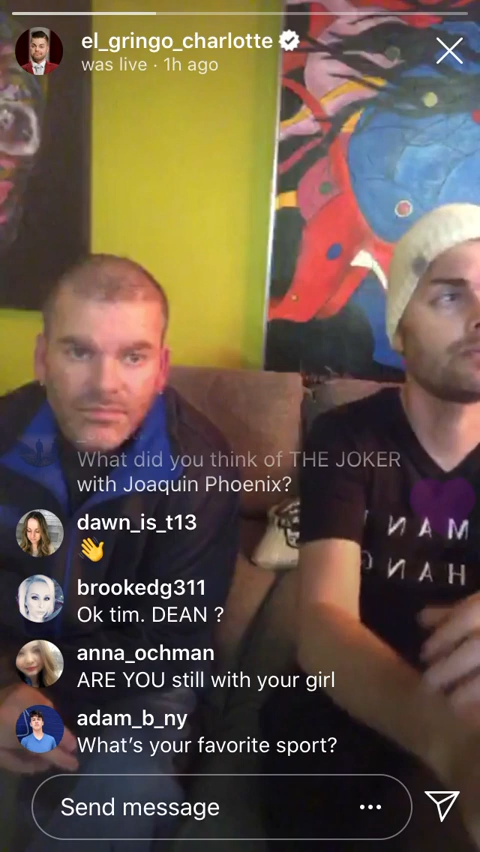 el_gringo_charlotte
was live · 1h ago
What did you think of THE JOKER
with Joaquin Phoenix?
dawn_is_t13
👋
brookedg311
Ok tim. DEAN ?
anna_ochman
ARE YOU still with your girl
adam_b_ny
What's your favorite sport?
Send message